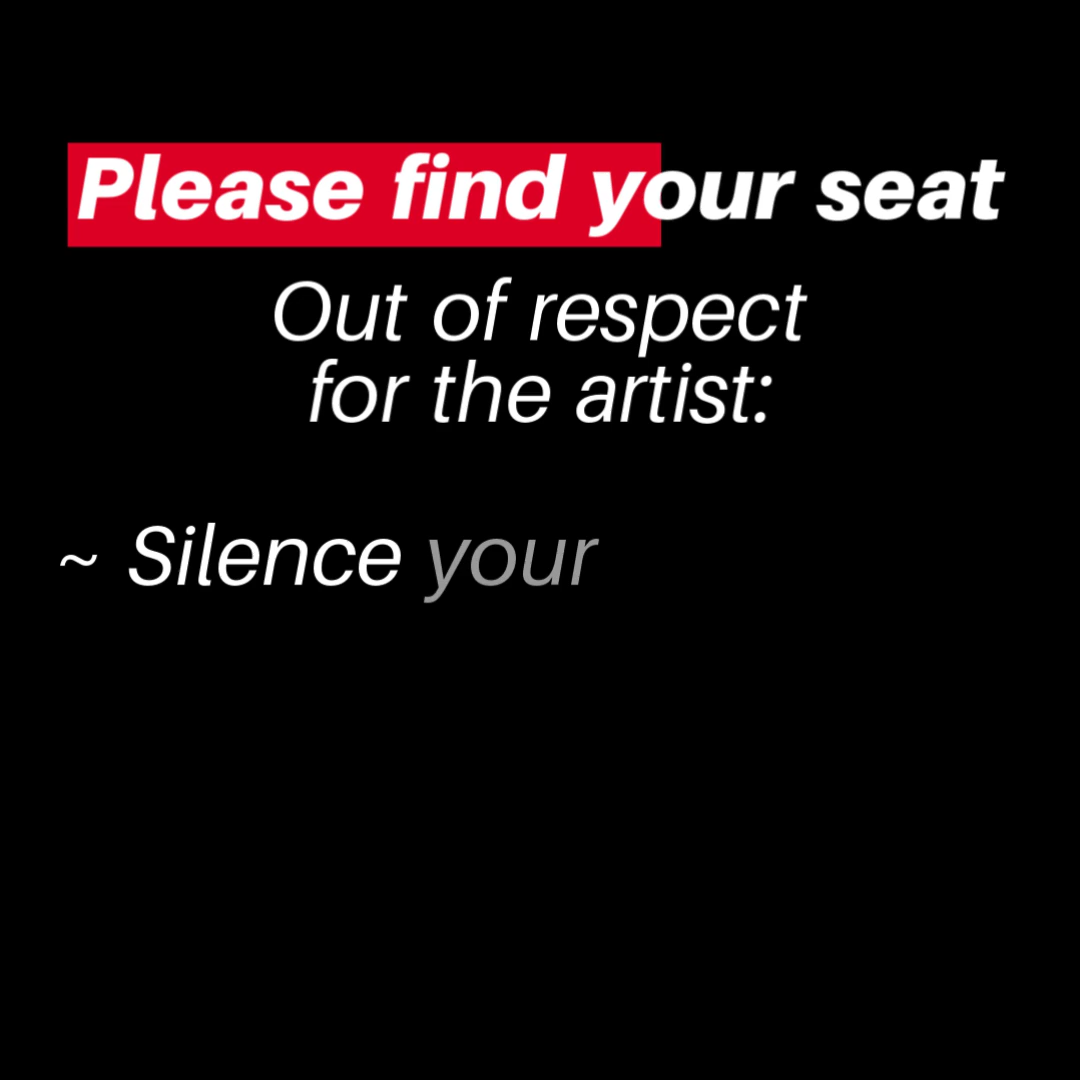 Please find your seat
Out of respect
for the artist:
~ Silence your